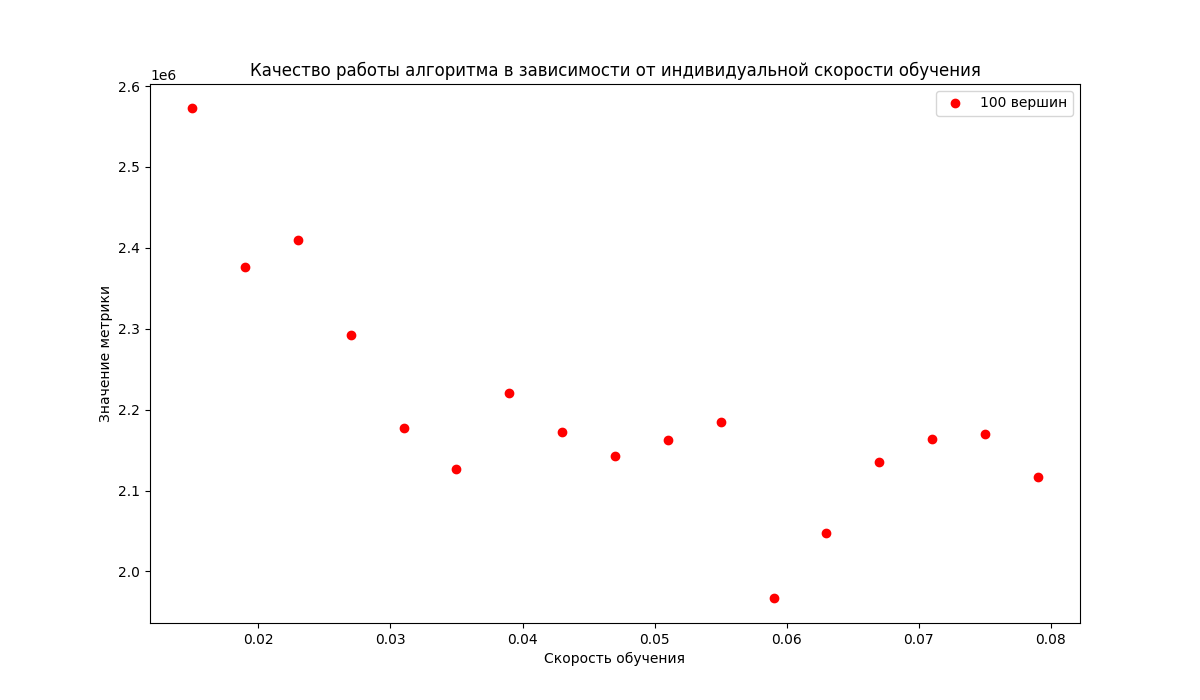 Качество работы алгоритма в зависимости от индивидуальной скорости обучения
1e6
100 вершин
2.6
2.5
2.4
2.3
2.2
2.1
2.0
Значение метрики
0.02 0.03 0.04 0.05 0.06 0.07 0.08
Скорость обучения